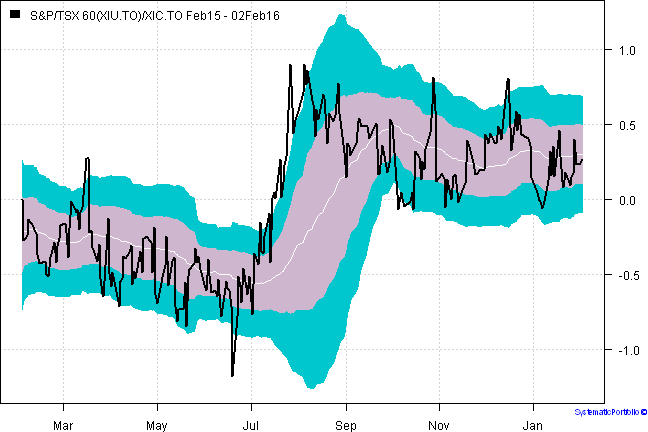 S&P/TSX 60(XIU.TO)/XIC.TO Feb15 - 02Feb16
1.0
0.5
0.0
-0.5
-1.0
Mar May Jul Sep Nov Jan
SystematicPortfolio ©